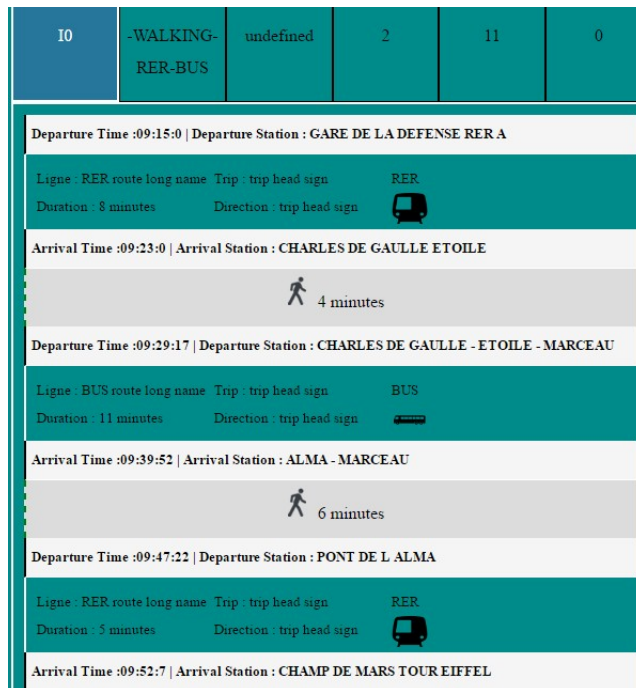 I0 -WALKING- undefined 2 11 0
RER-BUS
Departure Time :09:15:0 | Departure Station : GARE DE LA DEFENSE RER A
Ligne : RER route long name Trip : trip head sign RER
Duration : 8 minutes Direction : trip head sign
Arrival Time :09:23:0 | Arrival Station : CHARLES DE GAULLE ETOILE
4 minutes
Departure Time :09:29:17 | Departure Station : CHARLES DE GAULLE - ETOILE - MARCEAU
Ligne : BUS route long name Trip : trip head sign BUS
Duration : 11 minutes Direction : trip head sign
Arrival Time :09:39:52 | Arrival Station : ALMA - MARCEAU
6 minutes
Departure Time :09:47:22 | Departure Station : PONT DE L ALMA
Ligne : RER route long name Trip : trip head sign RER
Duration : 5 minutes Direction : trip head sign
Arrival Time :09:52:7 | Arrival Station : CHAMP DE MARS TOUR EIFFEL